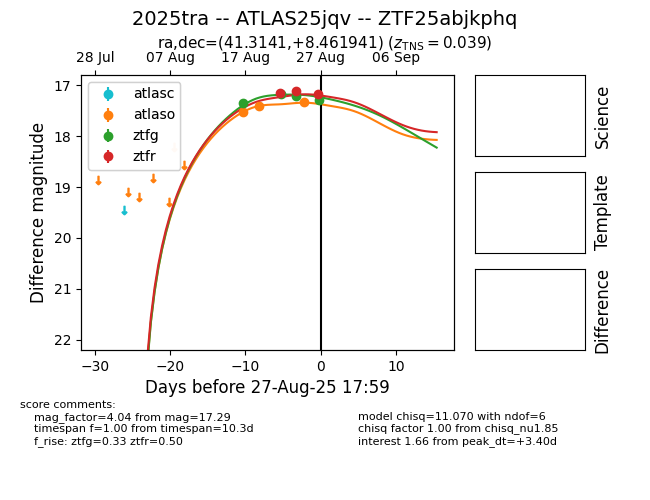 2025tra -- ATLAS25jqv -- ZTF25abjkphq
ra,dec=(41.3141,+8.461941) (z_TNS = 0.039)
28 Jul 07 Aug 17 Aug 27 Aug 06 Sep
atlasc
atlaso
ztfg
ztfr
17
18
19
20
21
22
Difference magnitude
−30 −20 −10 0 10
Days before 27-Aug-25 17:59
Science
Template
Difference
score comments:
mag_factor=4.04 from mag=17.29
timespan f=1.00 from timespan=10.3d
f_rise: ztfg=0.33 ztfr=0.50
model chisq=11.070 with ndof=6
chisq factor 1.00 from chisq_nu1.85
interest 1.66 from peak_dt=+3.40d